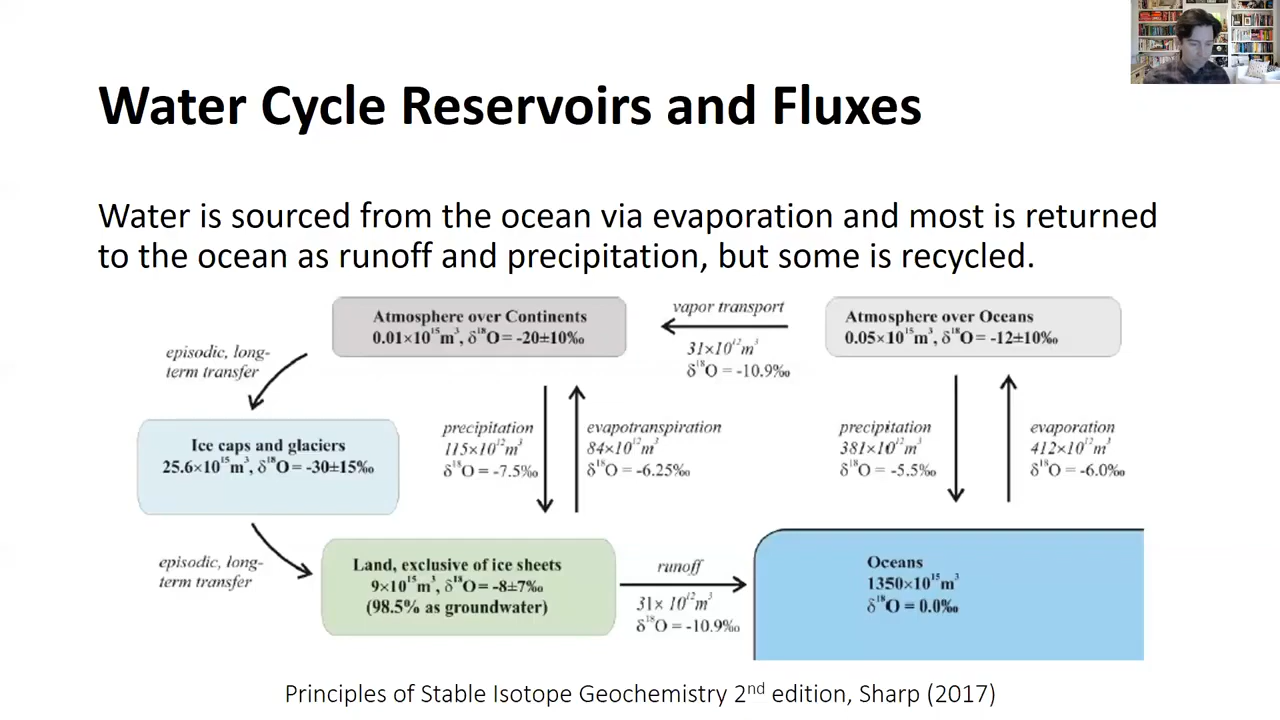 Water Cycle Reservoirs and Fluxes
Water is sourced from the ocean via evaporation and most is returned
to the ocean as runoff and precipitation, but some is recycled.
Atmosphere over Continents
0.01×10¹⁵m³, δ¹⁸O= -20±10‰
vapor transport
31×10¹²m³
δ¹⁸O = -10.9‰
Atmosphere over Oceans
0.05×10¹⁵m³, δ¹⁸O= -12±10‰
episodic, long-
term transfer
Ice caps and glaciers
25.6×10¹⁵m³, δ¹⁸O= -30±15‰
precipitation
115×10¹²m³
δ¹⁸O = -7.5‰
evapotranspiration
84×10¹²m³
δ¹⁸O = -6.25‰
precipitation
381×10¹²m³
δ¹⁸O = -5.5‰
evaporation
412×10¹²m³
δ¹⁸O = -6.0‰
episodic, long-
term transfer
Land, exclusive of ice sheets
9×10¹⁵m³, δ¹⁸O= -8±7‰
(98.5% as groundwater)
runoff
31× 10¹²m³
δ¹⁸O = -10.9‰
Oceans
1350×10¹⁵m³
δ¹⁸O = 0.0‰
Principles of Stable Isotope Geochemistry 2nd edition, Sharp (2017)